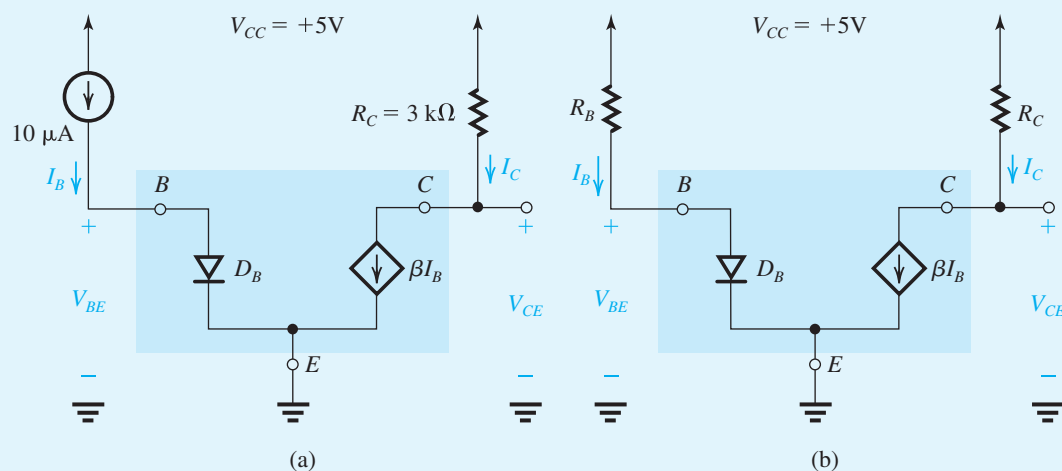 V_CC = +5V
10 μA
R_C = 3 kΩ
I_B
I_C
B
C
+
+
D_B
βI_B
V_BE
V_CE
E
−
−
(a)
V_CC = +5V
R_B
R_C
I_B
I_C
B
C
+
+
D_B
βI_B
V_BE
V_CE
E
−
−
(b)